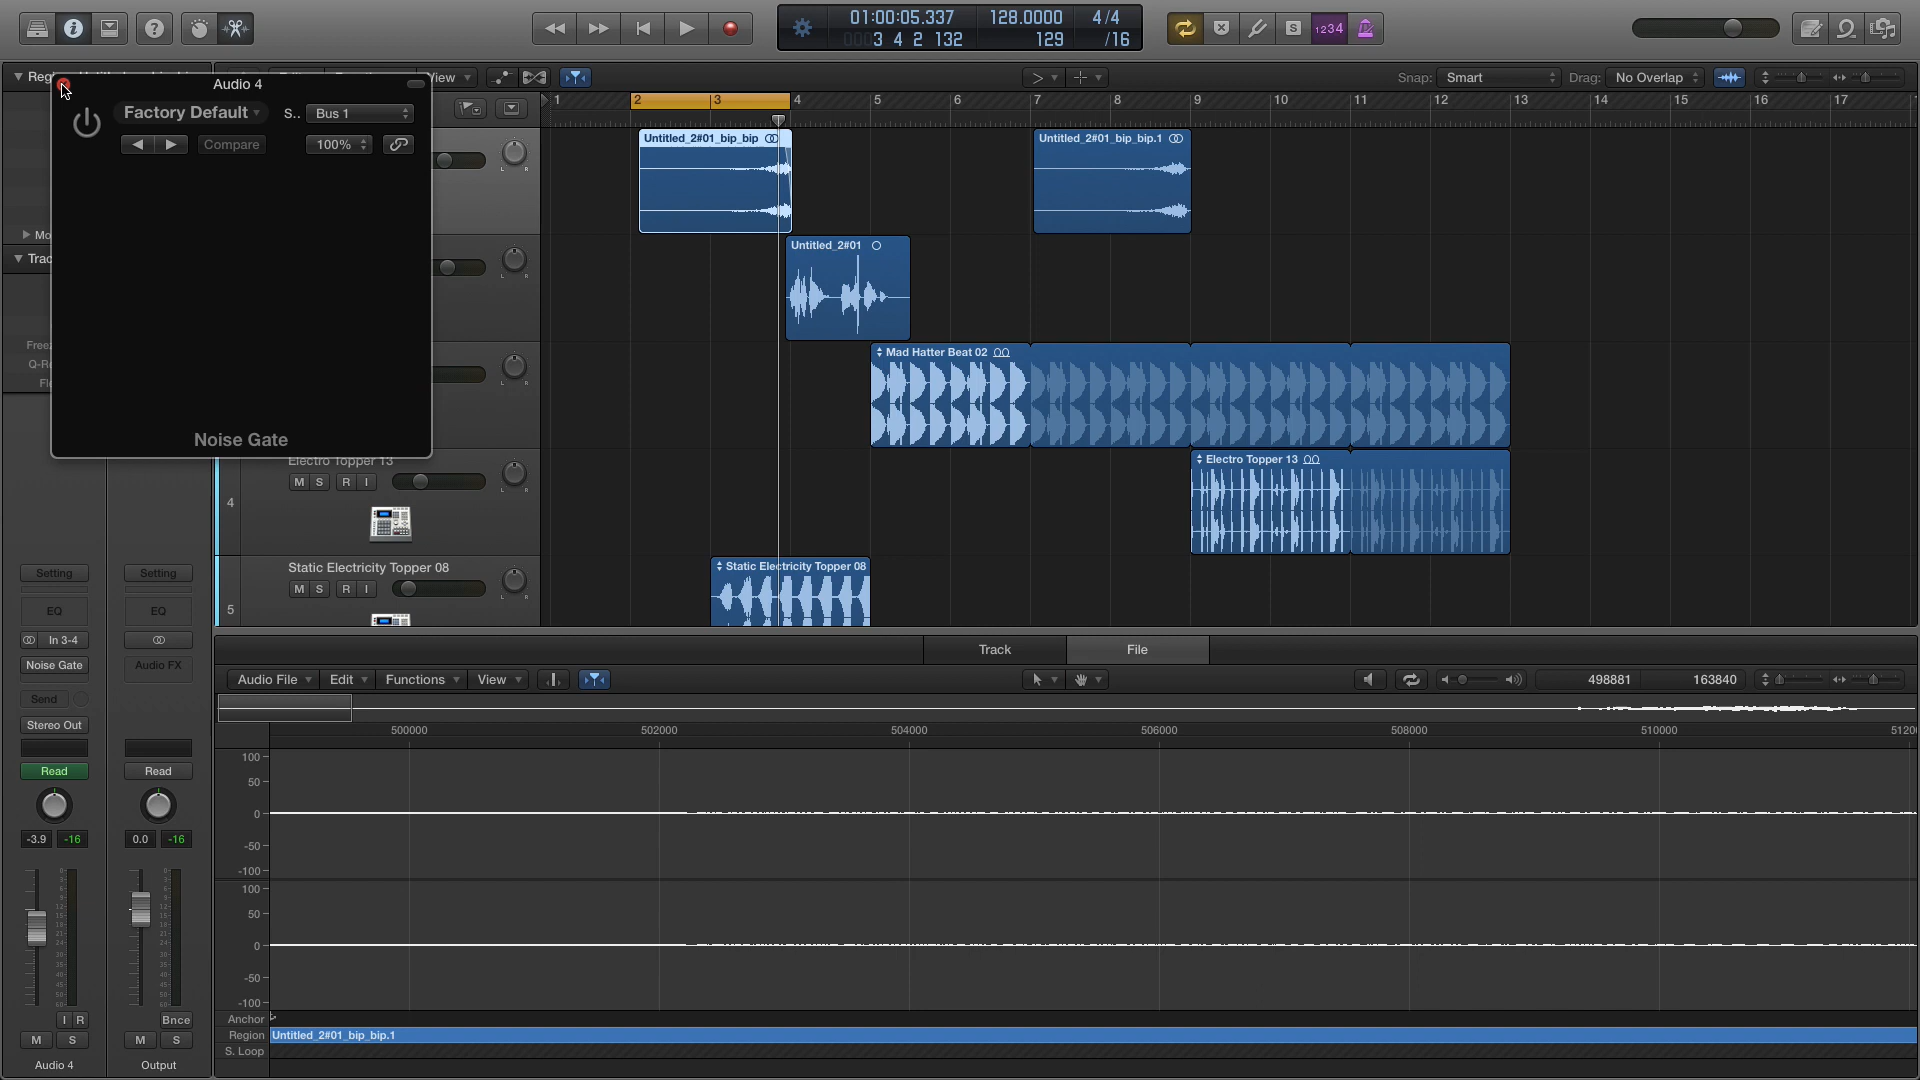 01:00:05.337
128.0000
4/4
0003 4 2 132
129
/16
1234
Audio 4
View
Snap: Smart
Drag: No Overlap
Factory Default
S.. Bus 1
Compare
100%
Noise Gate
1 2 3 4 5 6 7 8 9 10 11 12 13 14 15 16 17
Untitled_2#01_bip_bip
Untitled_2#01_bip_bip.1
Untitled_2#01
Mad Hatter Beat 02
Electro Topper 13
M S R I
4
Electro Topper 13
Static Electricity Topper 08
M S R I
5
Static Electricity Topper 08
Track
File
Audio File
Edit
Functions
View
498881
163840
500000 502000 504000 506000 508000 510000
100
50
0
-50
-100
100
50
0
-50
-100
Anchor
Region Untitled_2#01_bip_bip.1
S. Loop
Setting
EQ
In 3-4
Noise Gate
Send
Stereo Out
Read
-3.9 -16
I R
M S
Audio 4
Setting
EQ
Audio FX
Read
0.0 -16
Bnce
M S
Output